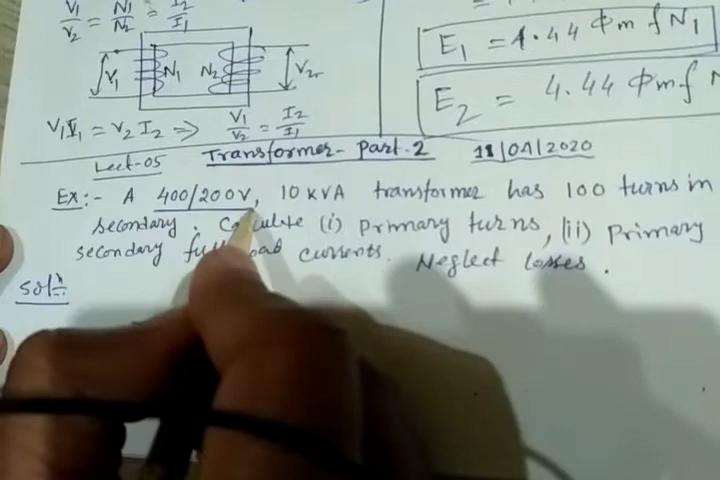 V1/V2 = N1/N2 = I2/I1
V1 N1 N2 V2
V1I1 = V2 I2 => V1/V2 = I2/I1
E1 = 4.44 Φm f N1
E2 = 4.44 Φm f N
Lect-05
Transformer- Part-2 11/01/2020
Ex:- A 400/200V, 10 KVA transformer has 100 turns in
secondary. (i) primary turns, (ii) primary
secondary currents. Neglect losses.
Sol:-